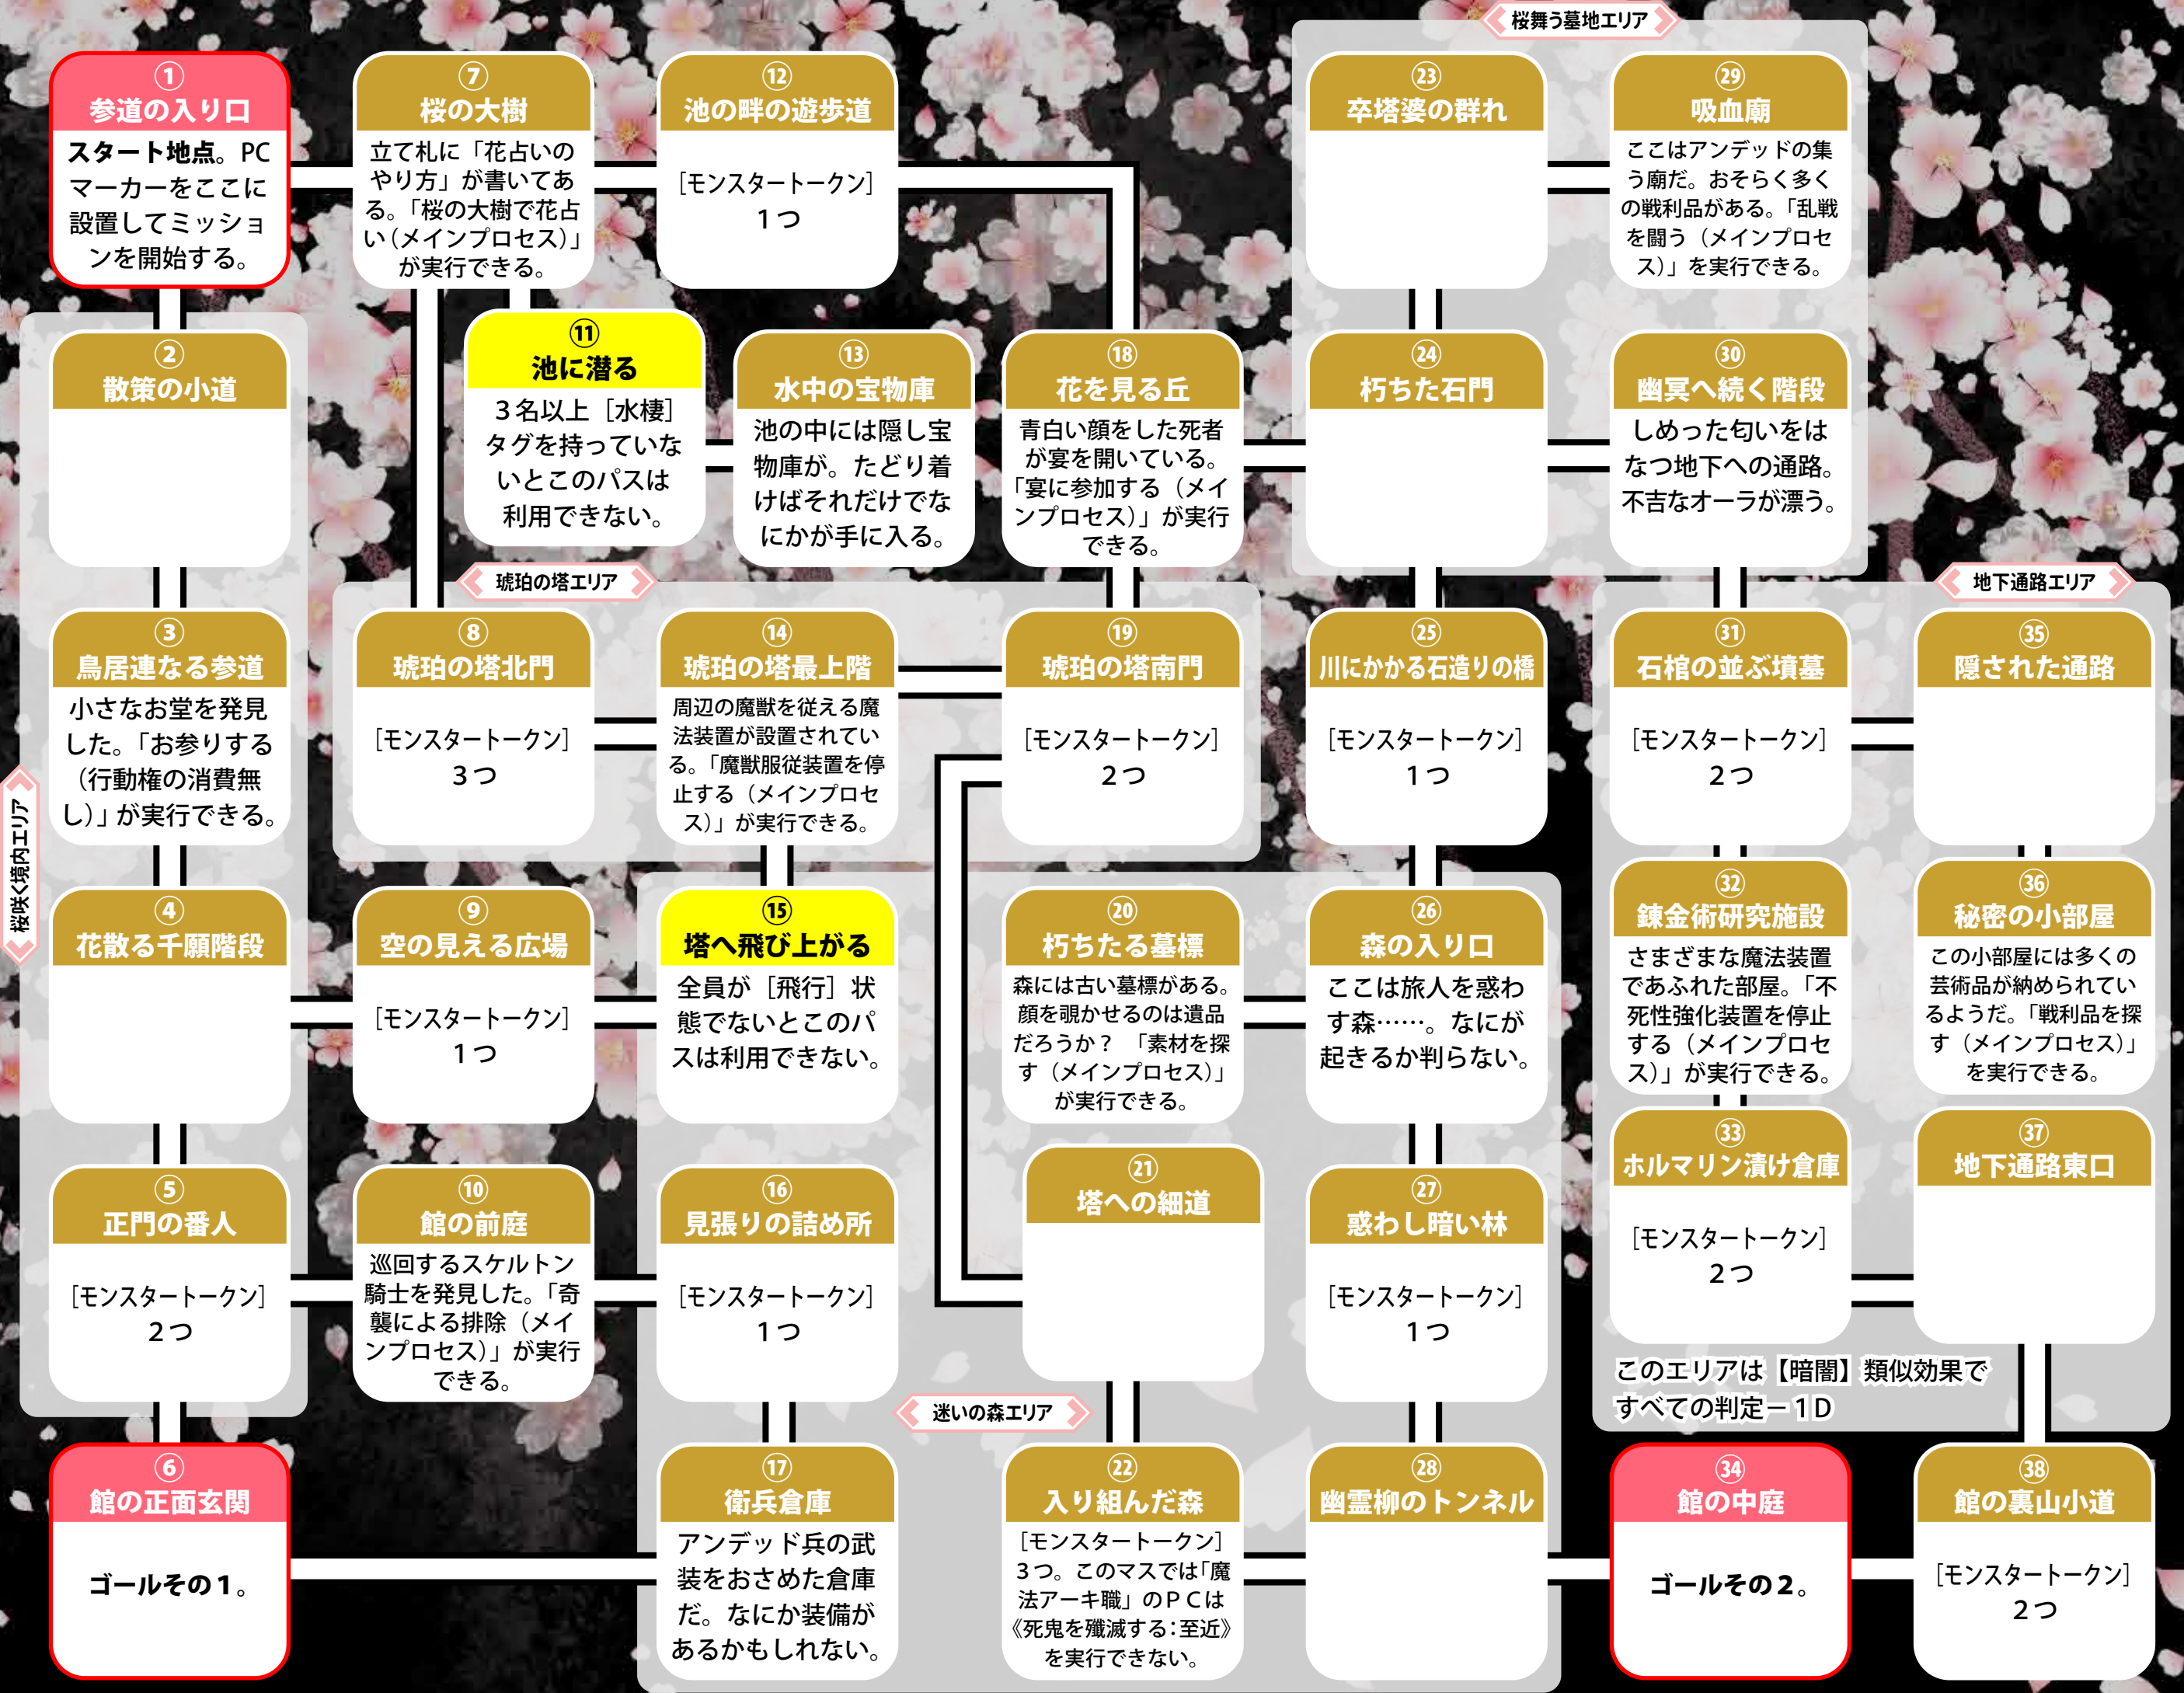 桜舞う墓地エリア
①
参道の入り口
スタート地点。PC
マーカーをここに
設置してミッショ
ンを開始する。
⑦
桜の大樹
立て札に「花占いの
やり方」が書いてあ
る。「桜の大樹で花占
い（メインプロセス）」
が実行できる。
⑫
池の畔の遊歩道
［モンスタートークン］
１つ
㉓
卒塔婆の群れ
㉙
吸血廟
ここはアンデッドの集
う廟だ。おそらく多く
の戦利品がある。「乱戦
を闘う（メインプロセ
ス）」を実行できる。
②
散策の小道
⑪
池に潜る
３名以上［水棲］
タグを持っていな
いとこのパスは
利用できない。
⑬
水中の宝物庫
池の中には隠し宝
物庫が。たどり着
けばそれだけでな
にかが手に入る。
⑱
花を見る丘
青白い顔をした死者
が宴を開いている。
「宴に参加する（メイ
ンプロセス）」が実行
できる。
㉔
朽ちた石門
㉚
幽冥へ続く階段
しめった匂いをは
なつ地下への通路。
不吉なオーラが漂う。
琥珀の塔エリア
地下通路エリア
③
鳥居連なる参道
小さなお堂を発見
した。「お参りする
（行動権の消費無
し）」が実行できる。
⑧
琥珀の塔北門
［モンスタートークン］
３つ
⑭
琥珀の塔最上階
周辺の魔獣を従える魔
法装置が設置されてい
る。「魔獣服従装置を停
止する（メインプロセ
ス）」が実行できる。
⑲
琥珀の塔南門
［モンスタートークン］
２つ
㉕
川にかかる石造りの橋
［モンスタートークン］
１つ
㉛
石棺の並ぶ墳墓
［モンスタートークン］
２つ
㉟
隠された通路
桜咲く境内エリア
④
花散る千願階段
⑨
空の見える広場
［モンスタートークン］
１つ
⑮
塔へ飛び上がる
全員が［飛行］状
態でないとこのパ
スは利用できない。
⑳
朽ちたる墓標
森には古い墓標がある。
顔を覗かせるのは遺品
だろうか？　「素材を探
す（メインプロセス）」
が実行できる。
㉖
森の入り口
ここは旅人を惑わ
す森……。なにが
起きるか判らない。
㉜
錬金術研究施設
さまざまな魔法装置
であふれた部屋。「不
死性強化装置を停止
する（メインプロセ
ス）」が実行できる。
㊱
秘密の小部屋
この小部屋には多くの
芸術品が納められてい
るようだ。「戦利品を探
す（メインプロセス）」
を実行できる。
⑤
正門の番人
［モンスタートークン］
２つ
⑩
館の前庭
巡回するスケルトン
騎士を発見した。「奇
襲による排除（メイ
ンプロセス）」が実行
できる。
⑯
見張りの詰め所
［モンスタートークン］
１つ
㉑
塔への細道
㉗
惑わし暗い林
［モンスタートークン］
１つ
㉝
ホルマリン漬け倉庫
［モンスタートークン］
２つ
㊲
地下通路東口
このエリアは【暗闇】類似効果で
すべての判定－１D
迷いの森エリア
⑥
館の正面玄関
ゴールその１。
⑰
衛兵倉庫
アンデッド兵の武
装をおさめた倉庫
だ。なにか装備が
あるかもしれない。
㉒
入り組んだ森
［モンスタートークン］
３つ。このマスでは「魔
法アーキ職」のＰＣは
《死鬼を殲滅する：至近》
を実行できない。
㉘
幽霊柳のトンネル
㉞
館の中庭
ゴールその２。
㊳
館の裏山小道
［モンスタートークン］
２つ